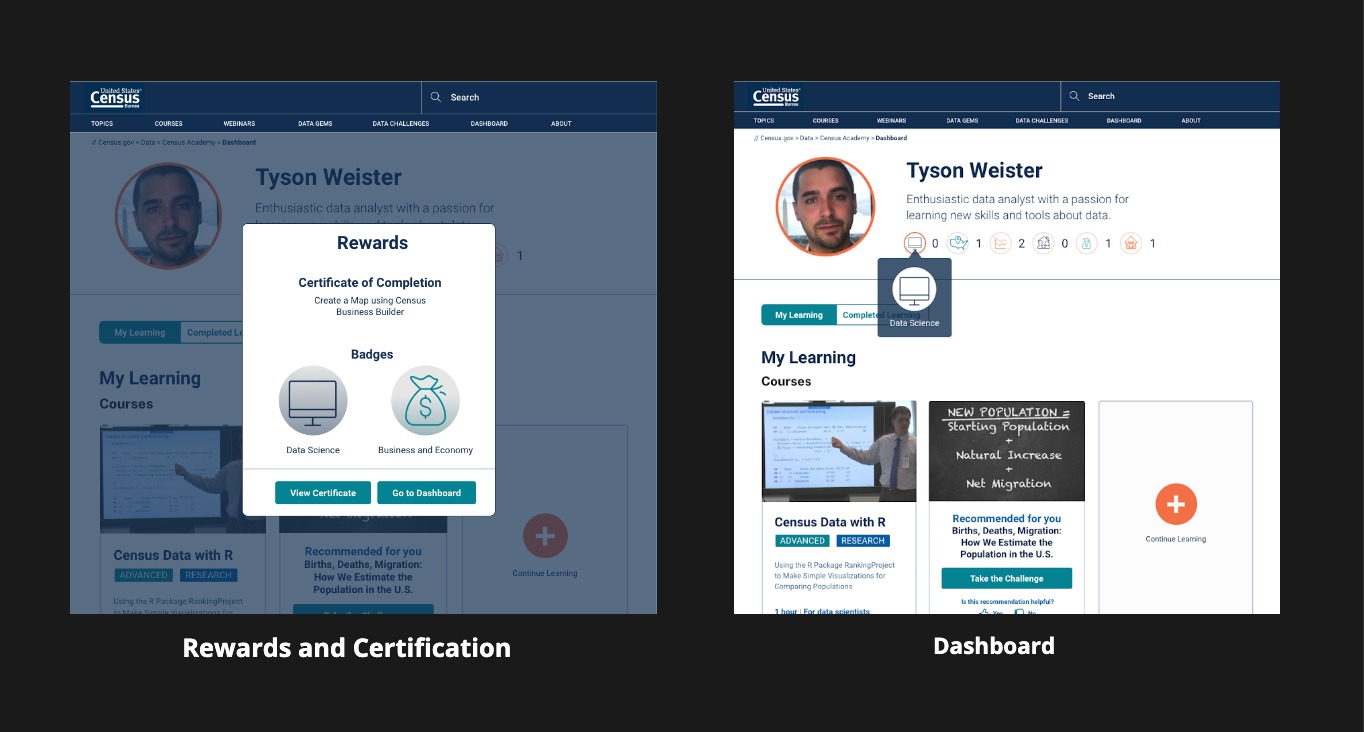 United States®
Census
Bureau
Search
TOPICS
COURSES
WEBINARS
DATA GEMS
DATA CHALLENGES
DASHBOARD
ABOUT
// Census.gov > Data > Census Academy > Dashboard
Tyson Weister
Enthusiastic data analyst with a passion for
1
Rewards
Certificate of Completion
Create a Map using Census
Business Builder
Badges
Data Science
Business and Economy
View Certificate
Go to Dashboard
My Learning
Completed Le
My Learning
Courses
Census Data with R
ADVANCED
RESEARCH
Using the R Package RankingProject
to Make Simple Visualizations for
Recommended for you
Births, Deaths, Migration:
How We Estimate the
Population in the U.S.
Continue Learning
Rewards and Certification
United States®
Census
Bureau
Search
TOPICS
COURSES
WEBINARS
DATA GEMS
DATA CHALLENGES
DASHBOARD
ABOUT
// Census.gov > Data > Census Academy > Dashboard
Tyson Weister
Enthusiastic data analyst with a passion for
learning new skills and tools about data.
0 1 2 0 1 1
Data Science
My Learning
Completed Learning
My Learning
Courses
NEW POPULATION =
Starting Population
+
Natural Increase
+
Net Migration
Census Data with R
ADVANCED
RESEARCH
Using the R Package RankingProject
to Make Simple Visualizations for
Comparing Populations
1 hour | For data scientists
Recommended for you
Births, Deaths, Migration:
How We Estimate the
Population in the U.S.
Take the Challenge
Is this recommendation helpful?
Yes
No
Continue Learning
Dashboard